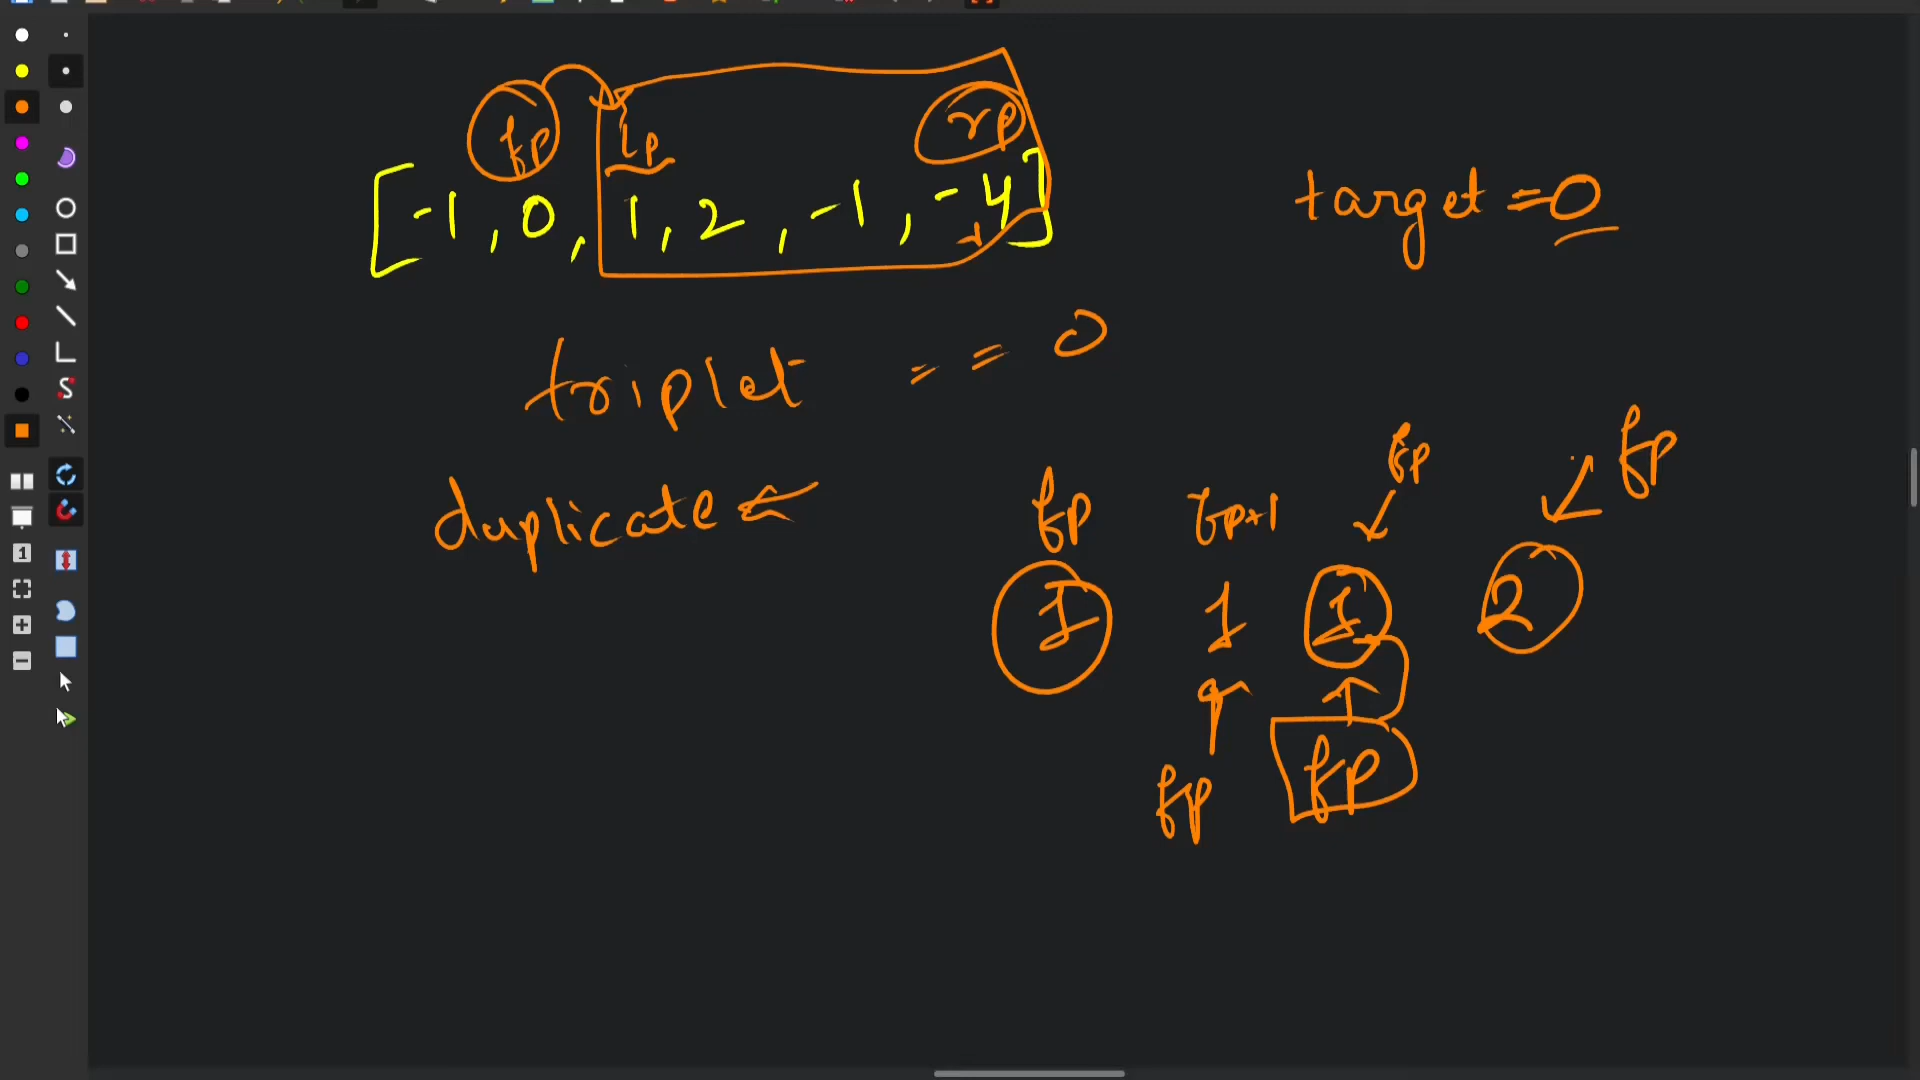 fp lp rp
[-1, 0, 1, 2, -1, -4]
target = 0
triplet == 0
duplicate
fp fp+1 fp fp
1 1 1 2
fp fp
1